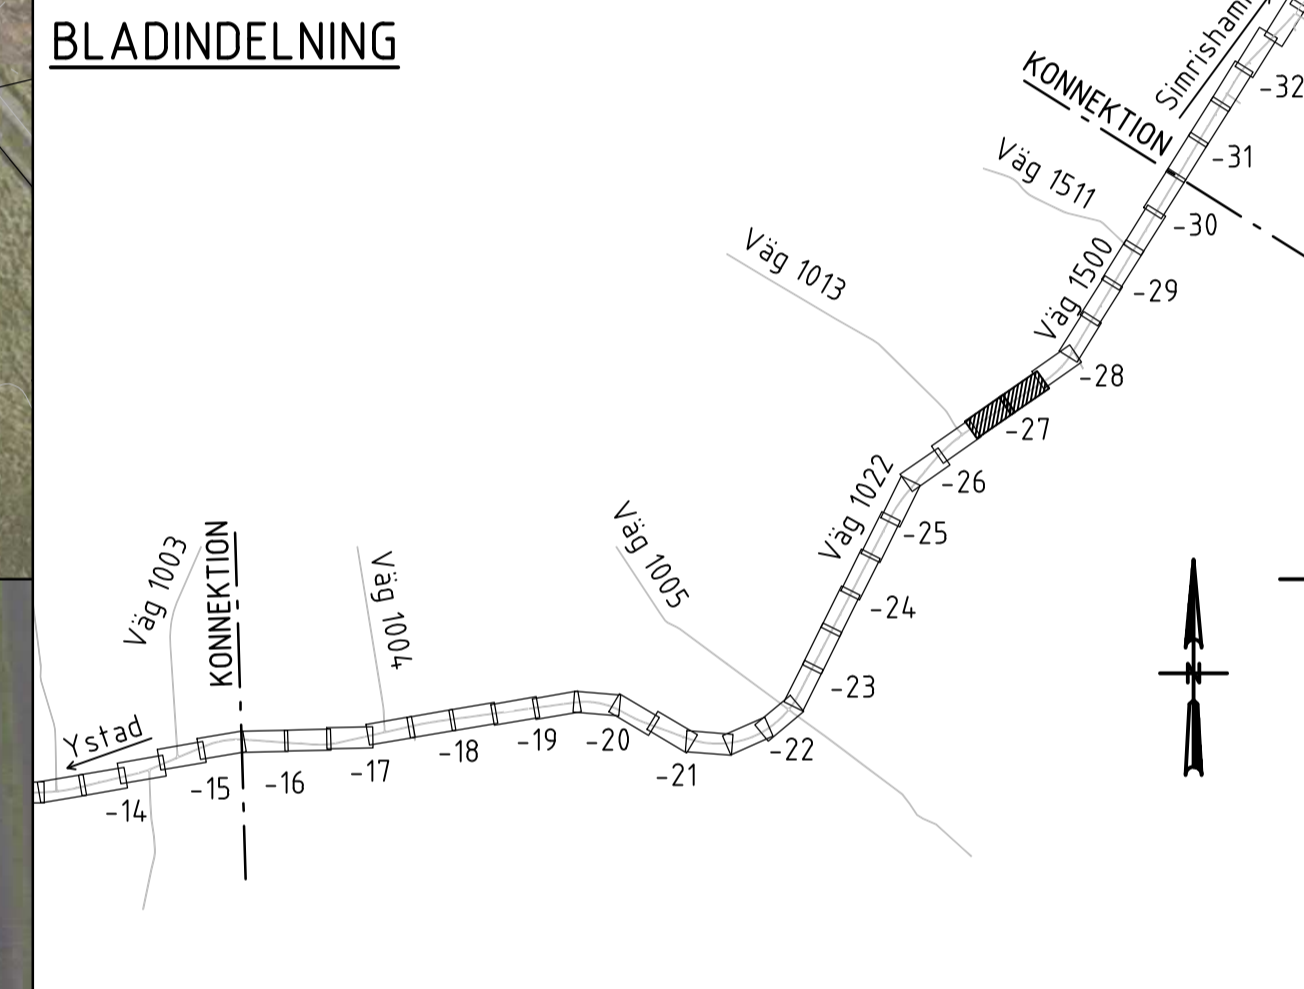 BLADINDELNING
Simrisham
KONNEKTION
-32
-31
Väg 1511
-30
Väg 1013
Väg 1500
-29
-28
-27
Väg 1022
-26
-25
Väg 1005
Väg 1003
KONNEKTION
Väg 1004
-24
N
-23
Ystad
-22
-21
-20
-19
-18
-17
-16
-15
-14